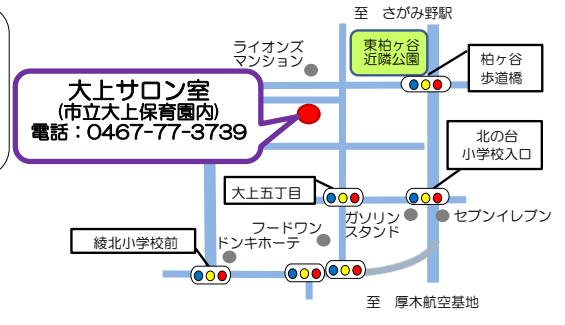 至　さがみ野駅
東柏ヶ谷
近隣公園
ライオンズ
マンション
柏ヶ谷
歩道橋
大上サロン室
(市立大上保育園内)
電話：0467-77-3739
北の台
小学校入口
大上五丁目
ガソリン
スタンド
セブンイレブン
フードワン
ドンキホーテ
綾北小学校前
至　厚木航空基地